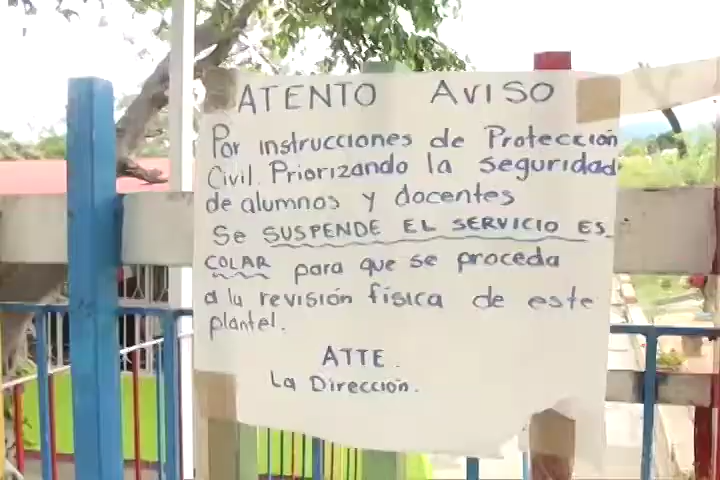 ATENTO AVISO
Por instrucciones de Protección
Civil. Priorizando la seguridad
de alumnos y docentes
Se SUSPENDE EL SERVICIO ES
COLAR para que se proceda
a la revisión física de este
plantel.
ATTE.
La Dirección.